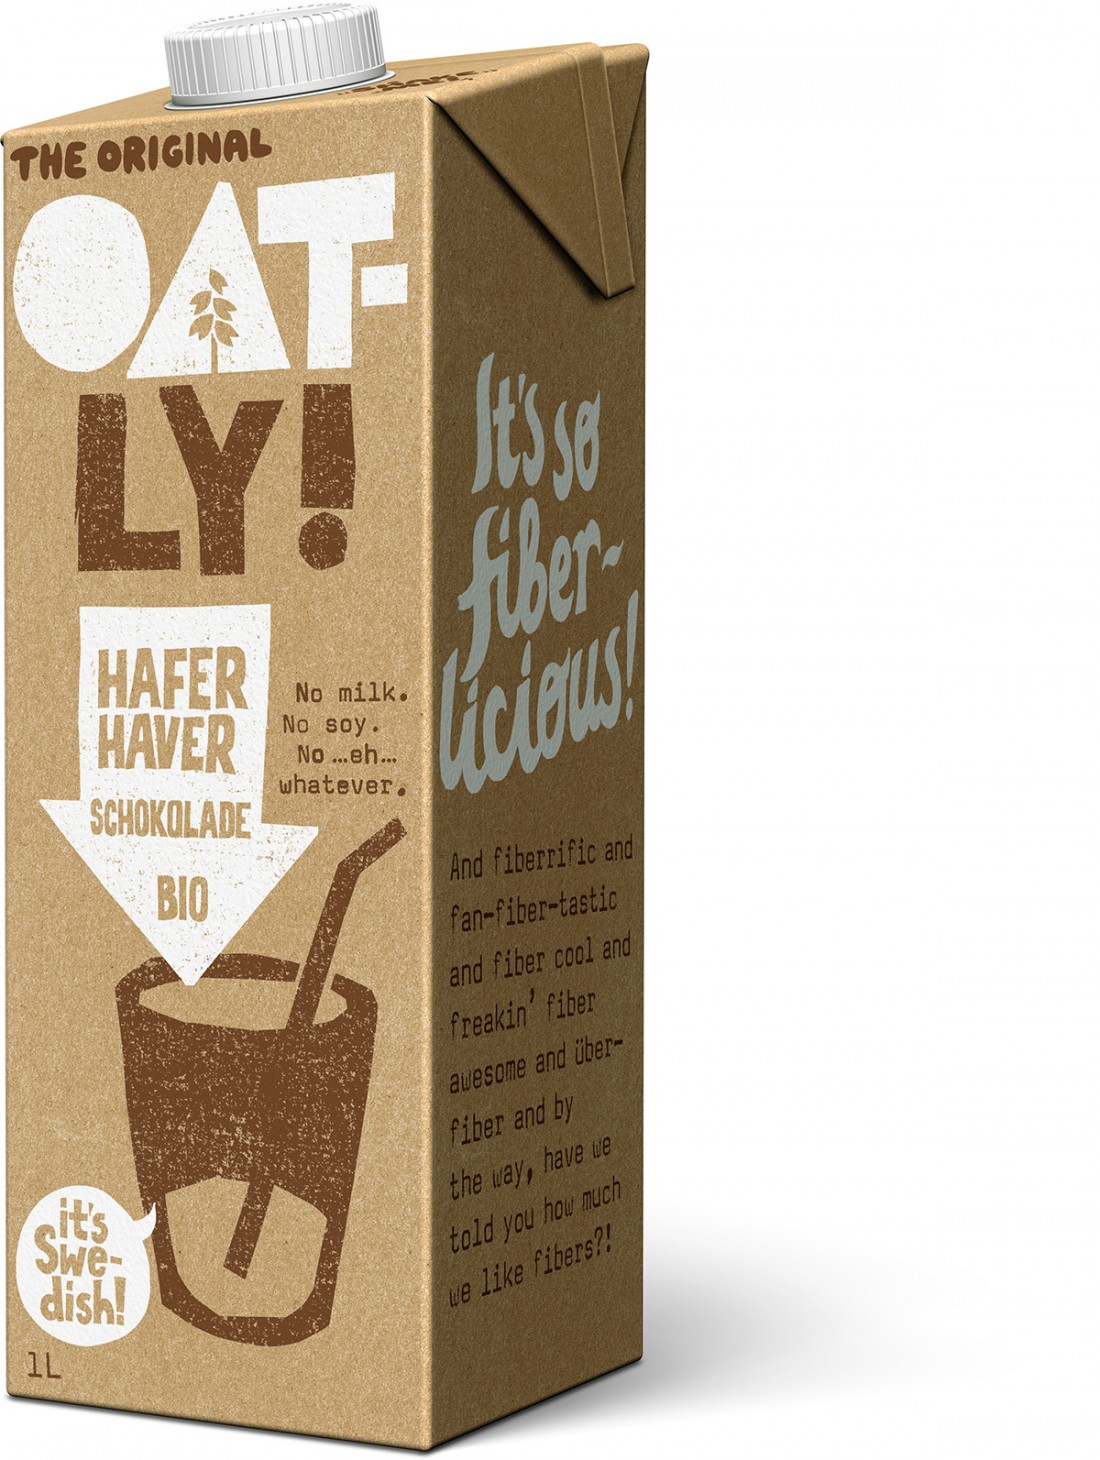 THE ORIGINAL
OAT-
LY!
HAFER
HAVER
SCHOKOLADE
BIO
No milk.
No soy.
No …eh…
whatever.
it's
Swe-
dish!
1L
It's so
fiber-
licious!
And fiberrific and
fan-fiber-tastic
and fiber cool and
freakin' fiber
awesome and über-
fiber and by
the way, have we
told you how much
we like fibers?!